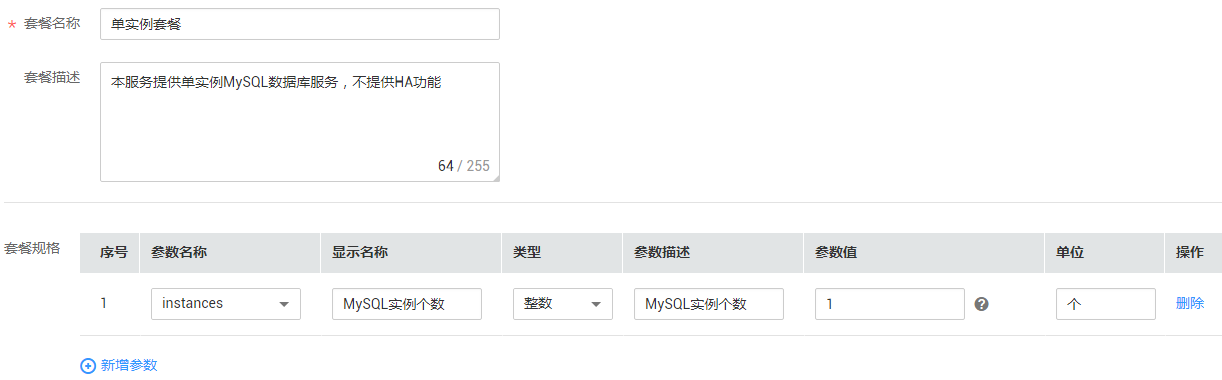 * 套餐名称 单实例套餐
套餐描述 本服务提供单实例MySQL数据库服务，不提供HA功能
64 / 255
套餐规格 序号 参数名称 显示名称 类型 参数描述 参数值 单位 操作
1 instances MySQL实例个数 整数 MySQL实例个数 1 ? 个 删除
新增参数